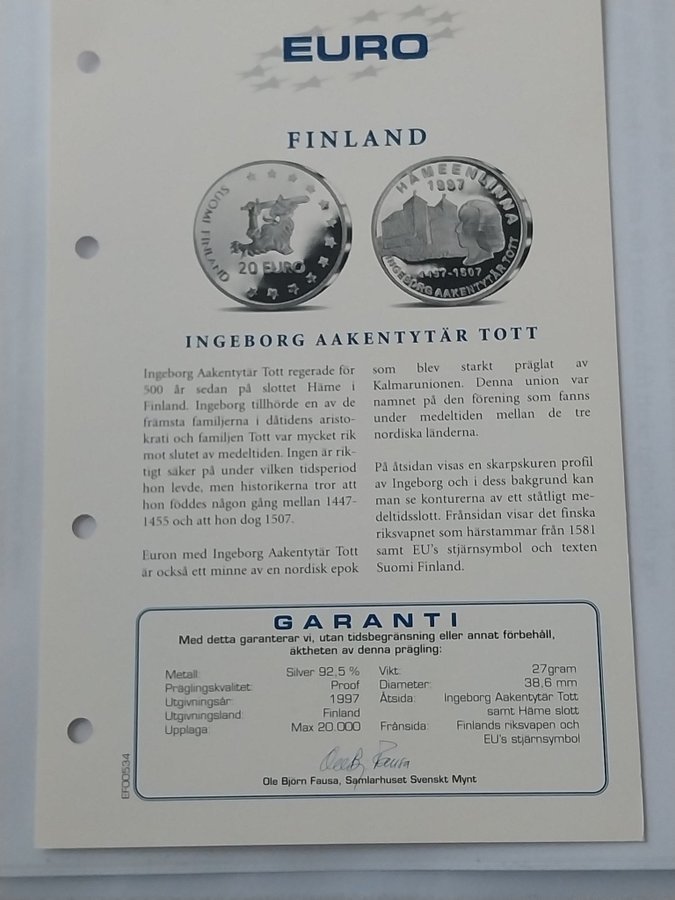 EURO
FINLAND
SUOMI FINLAND
20 EURO
HÄMEENLINNA
1997
1497-1507
INGEBORG AAKENTYTÄR TOTT
INGEBORG AAKENTYTÄR TOTT
Ingeborg Aakentytär Tott regerade för
500 år sedan på slottet Häme i
Finland. Ingeborg tillhörde en av de
främsta familjerna i dåtidens aristo-
krati och familjen Tott var mycket rik
mot slutet av medeltiden. Ingen är rik-
tigt säker på under vilken tidsperiod
hon levde, men historikerna tror att
hon föddes någon gång mellan 1447-
1455 och att hon dog 1507.
Euron med Ingeborg Aakentytär Tott
är också ett minne av en nordisk epok
som blev starkt präglat av
Kalmarunionen. Denna union var
namnet på den förening som fanns
under medeltiden mellan de tre
nordiska länderna.
På åtsidan visas en skarpskuren profil
av Ingeborg och i dess bakgrund kan
man se konturerna av ett ståtligt me-
deltidsslott. Frånsidan visar det finska
riksvapnet som härstammar från 1581
samt EU's stjärnsymbol och texten
Suomi Finland.
GARANTI
Med detta garanterar vi, utan tidsbegränsning eller annat förbehåll,
äktheten av denna prägling:
Metall: Silver 92,5 %
Präglingskvalitet: Proof
Utgivningsår: 1997
Utgivningsland: Finland
Upplaga: Max 20.000
Vikt: 27gram
Diameter: 38,6 mm
Åtsida: Ingeborg Aakentytär Tott
samt Häme slott
Frånsida: Finlands riksvapen och
EU's stjärnsymbol
Ole Björn Fausa, Samlarhuset Svenskt Mynt
EF00534